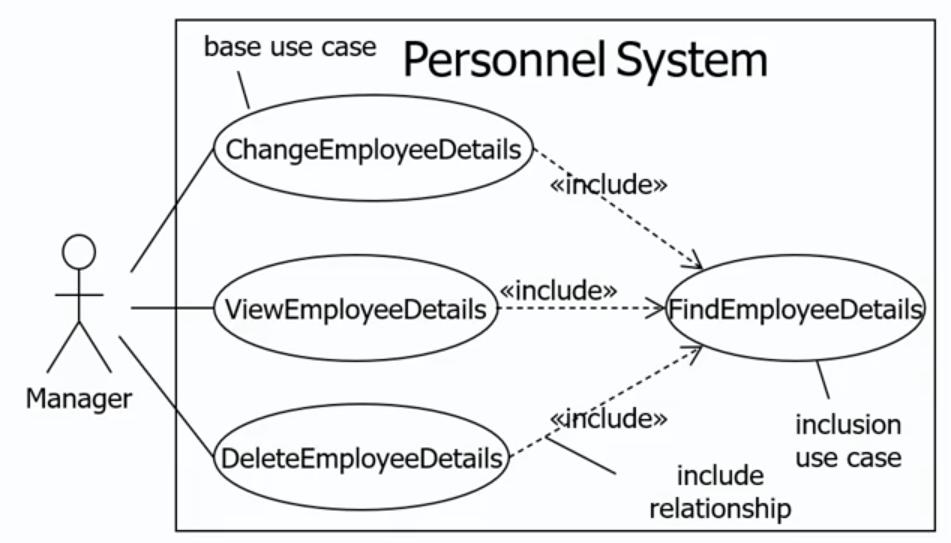 base use case
Personnel System
ChangeEmployeeDetails
«include»
ViewEmployeeDetails
«include»
FindEmployeeDetails
Manager
«include»
DeleteEmployeeDetails
inclusion
use case
include
relationship